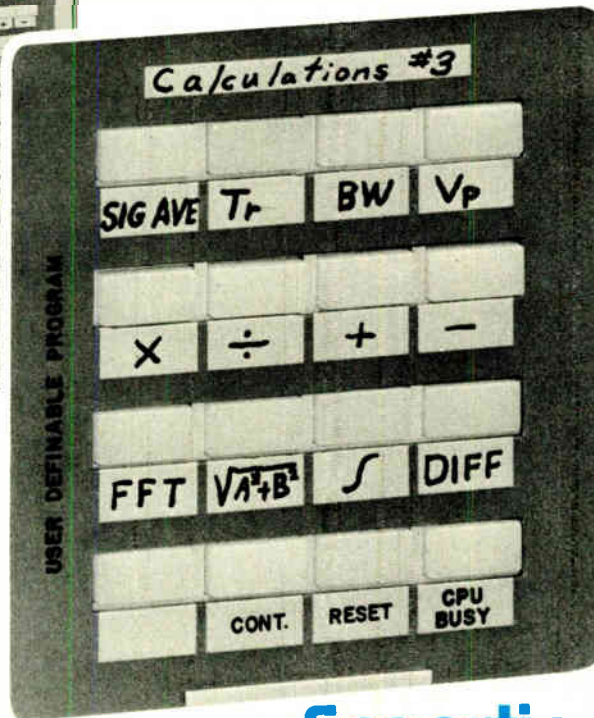 Calculations #3
SIG AVE Tr BW Vp
× ÷ + −
FFT √A²+B² ∫ DIFF
CONT. RESET CPU BUSY
USER DEFINABLE PROGRAM